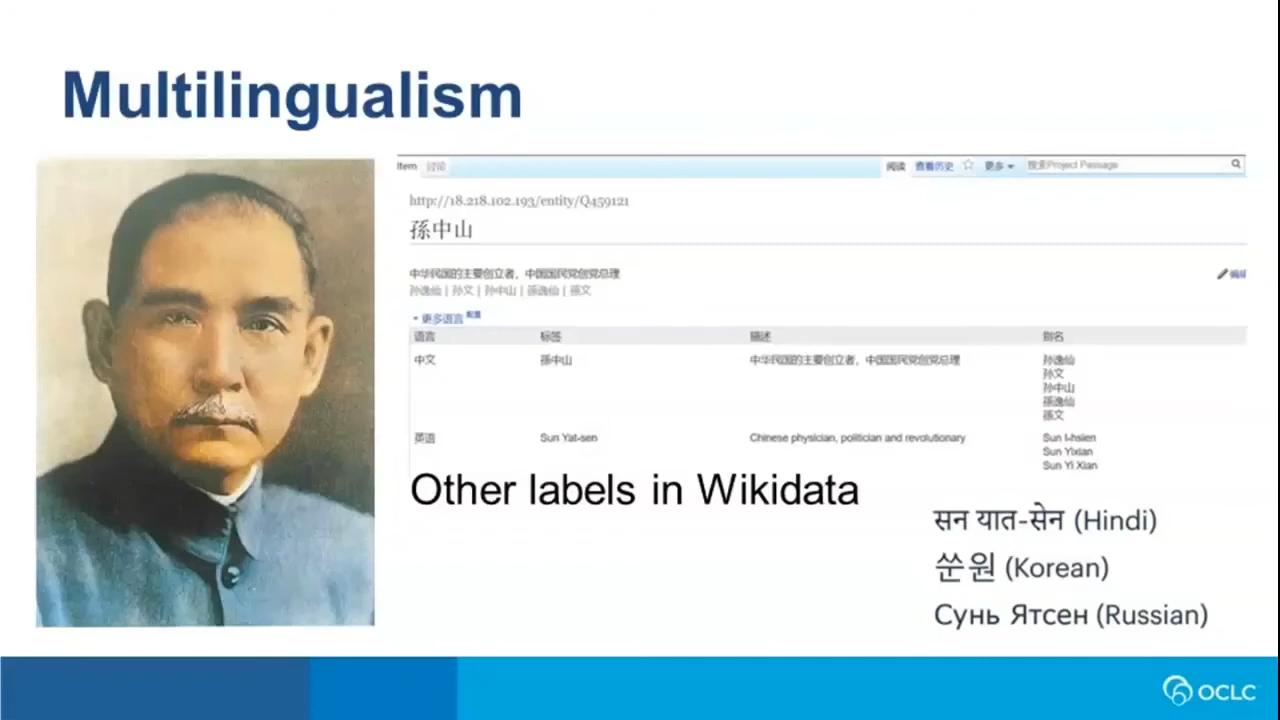 Multilingualism
Item 讨论 阅读 查看历史 更多 搜索Project Passage
http://18.218.102.193/entity/Q459121
孫中山
中华民国的主要创立者，中国国民党创党总理 编辑
孙逸仙 | 孙文 | 孙中山 | 孫逸仙 | 孫文
更多语言 配置
语言 标签 描述 别名
中文 孫中山 中华民国的主要创立者，中国国民党创党总理 孙逸仙
孙文
孙中山
孫逸仙
孫文
英语 Sun Yat-sen Chinese physician, politician and revolutionary Sun I-hsien
Sun Yixian
Sun Yi Xian
Other labels in Wikidata
सन यात-सेन (Hindi)
쑨원 (Korean)
Сунь Ятсен (Russian)
OCLC